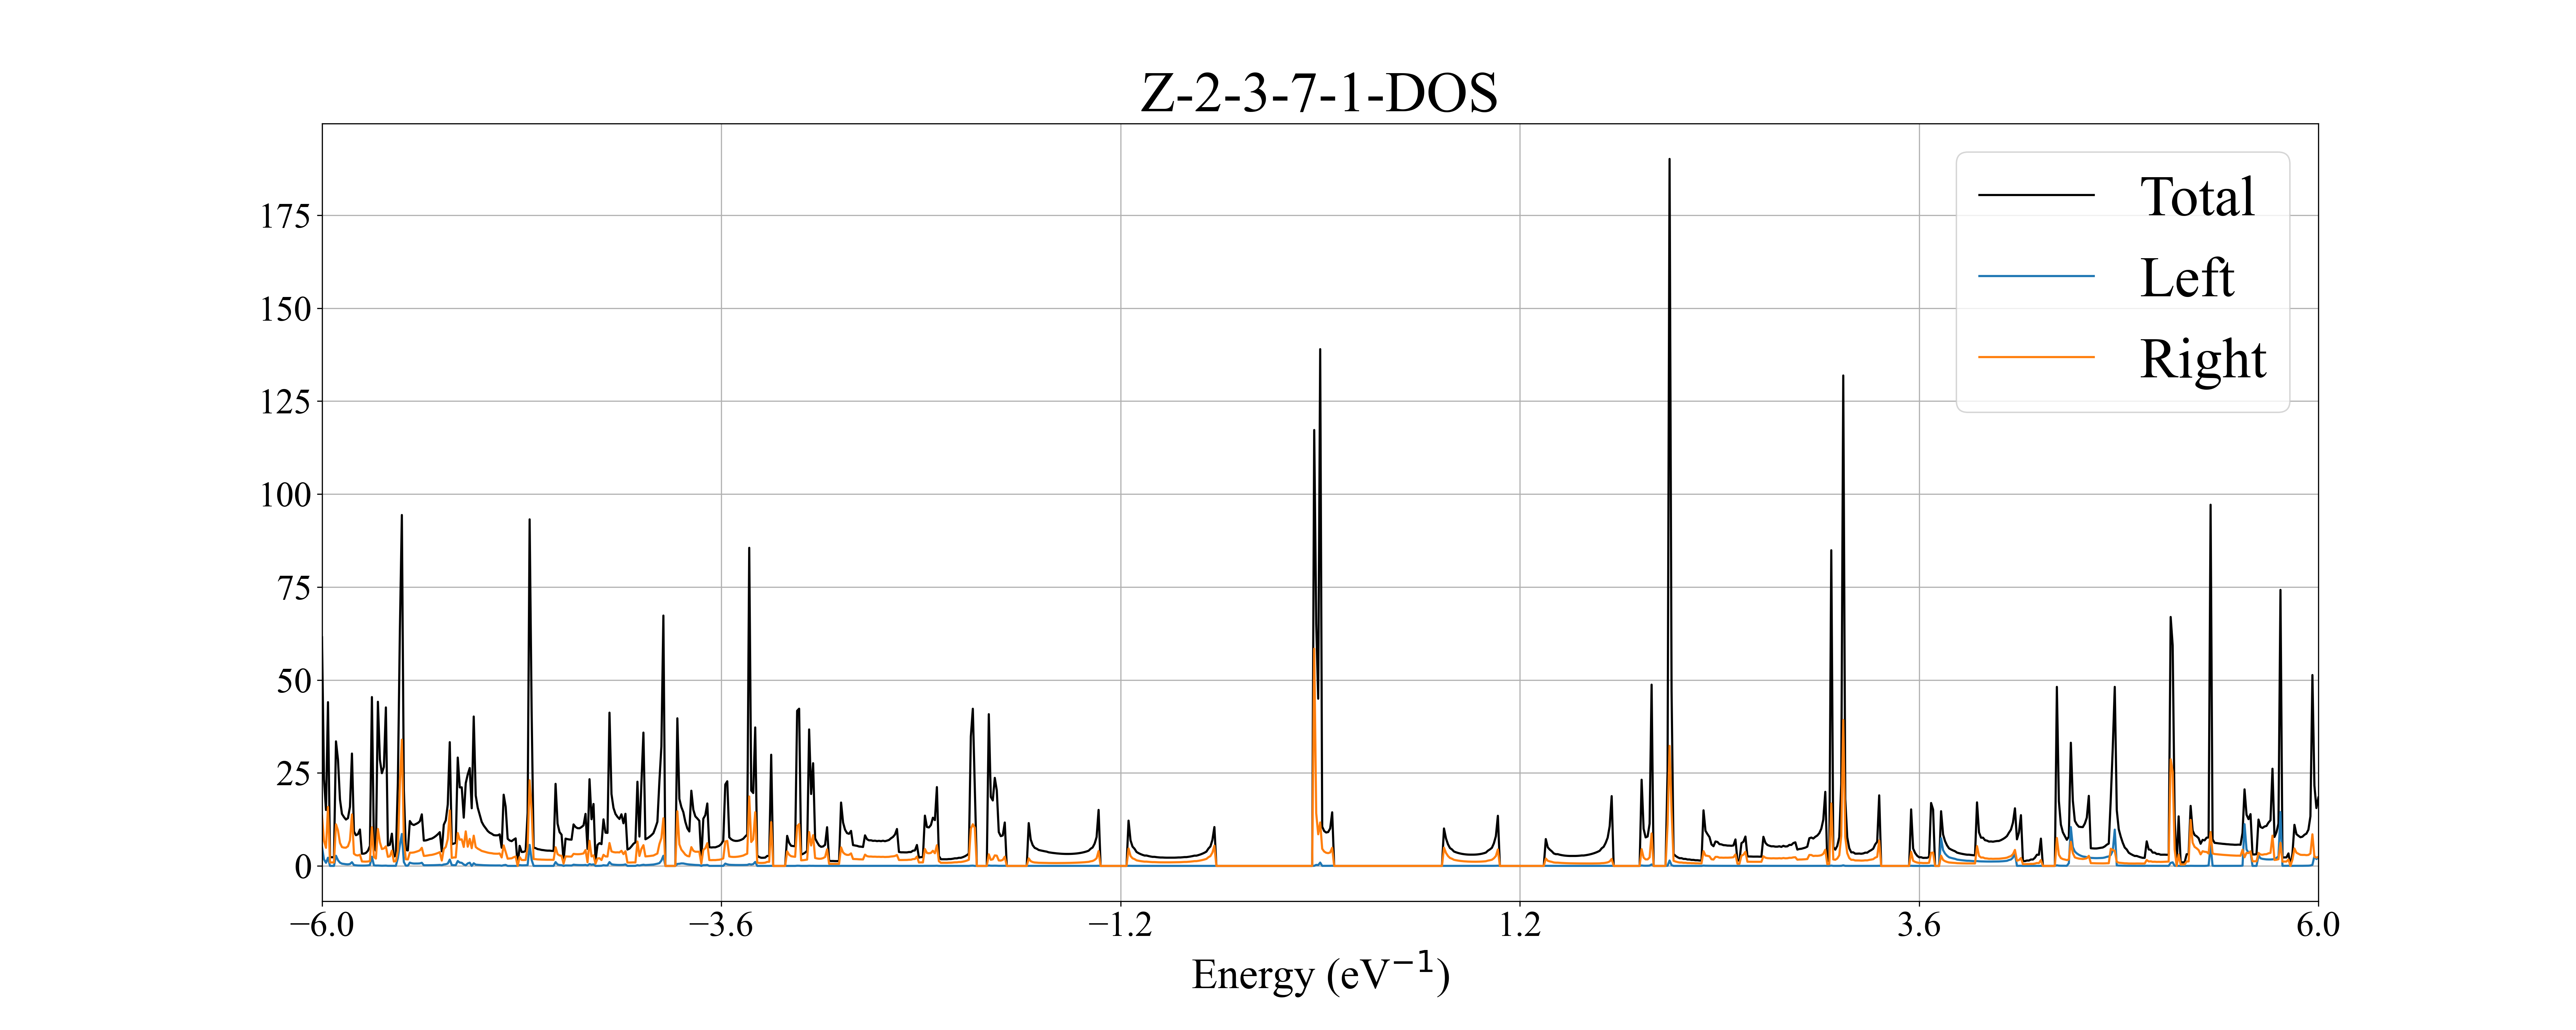 Z-2-3-7-1-DOS
Total
Left
Right
175
150
125
100
75
50
25
0
−6.0 −3.6 −1.2 1.2 3.6 6.0
Energy (eV⁻¹)